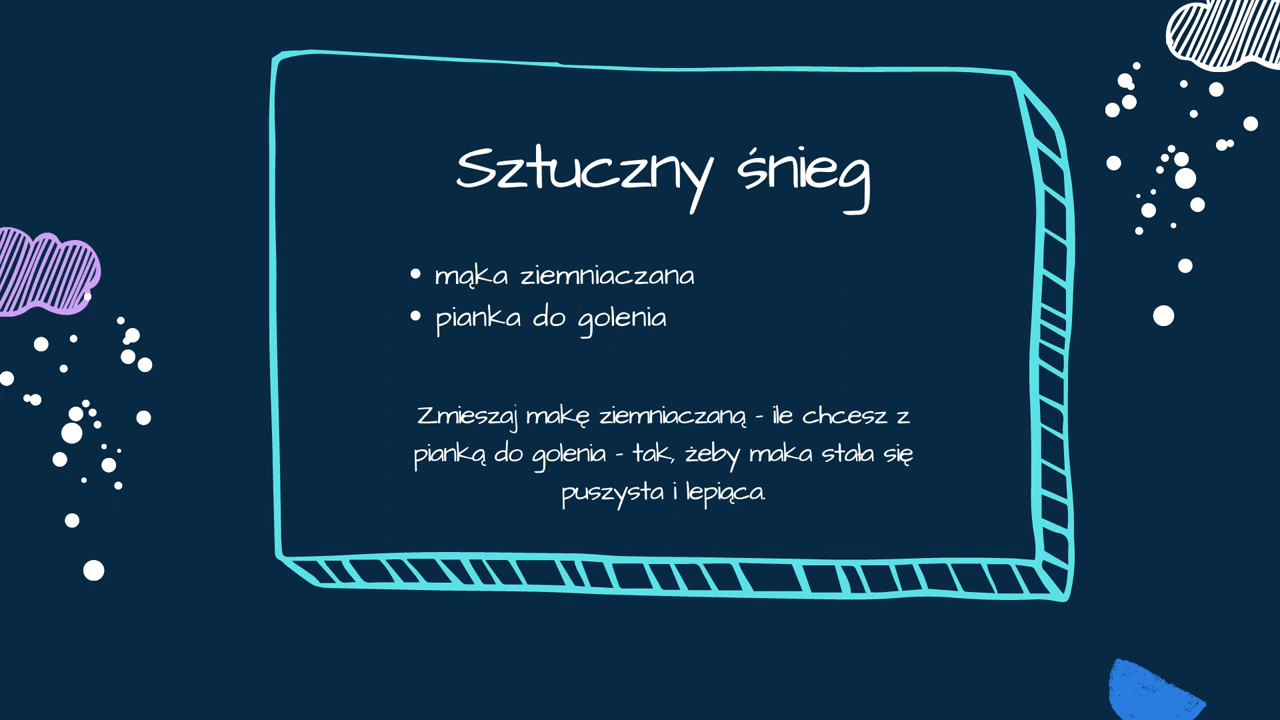 Sztuczny śnieg
• mąka ziemniaczana
• pianka do golenia
Zmieszaj makę ziemniaczaną - ile chcesz z
pianką do golenia - tak, żeby maka stała się
puszysta i lepiąca.